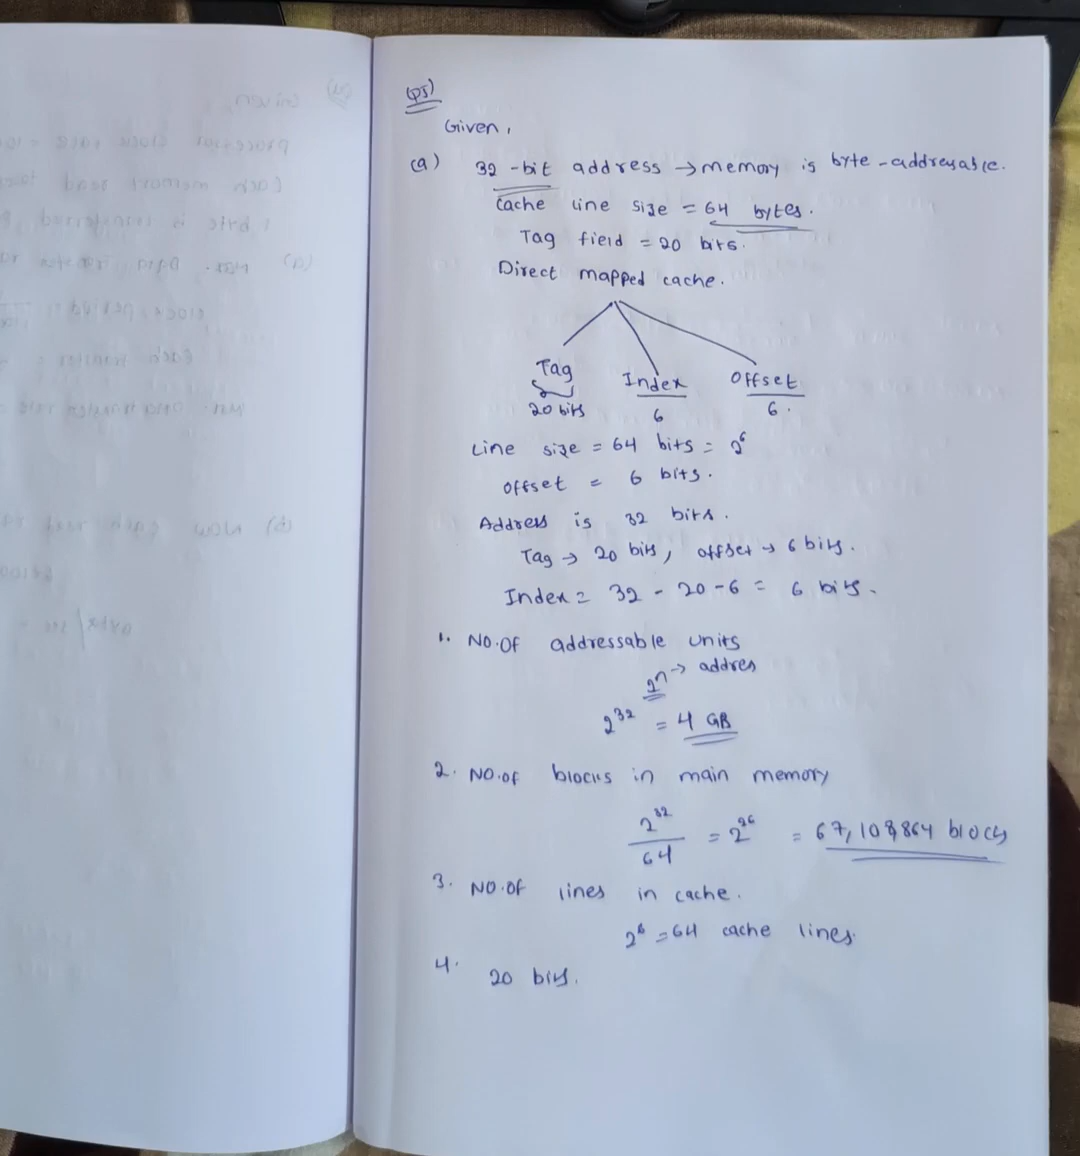 Q5)
Given,
(a) 32-bit address → memory is byte-addressable.
Cache line size = 64 bytes.
Tag field = 20 bits.
Direct mapped cache.
Tag Index Offset
20 bits 6 6.
Line size = 64 bits = 2^6
Offset = 6 bits.
Address is 32 bits.
Tag → 20 bits, offset → 6 bits.
Index = 32 - 20 - 6 = 6 bits.
1. NO.Of addressable units
2^n → addres
2^32 = 4 GB
2. NO.of blocks in main memory
2^32/64 = 2^26 = 67,108,864 blocks
3. NO.Of lines in cache.
2^6 = 64 cache lines.
4. 20 bits.